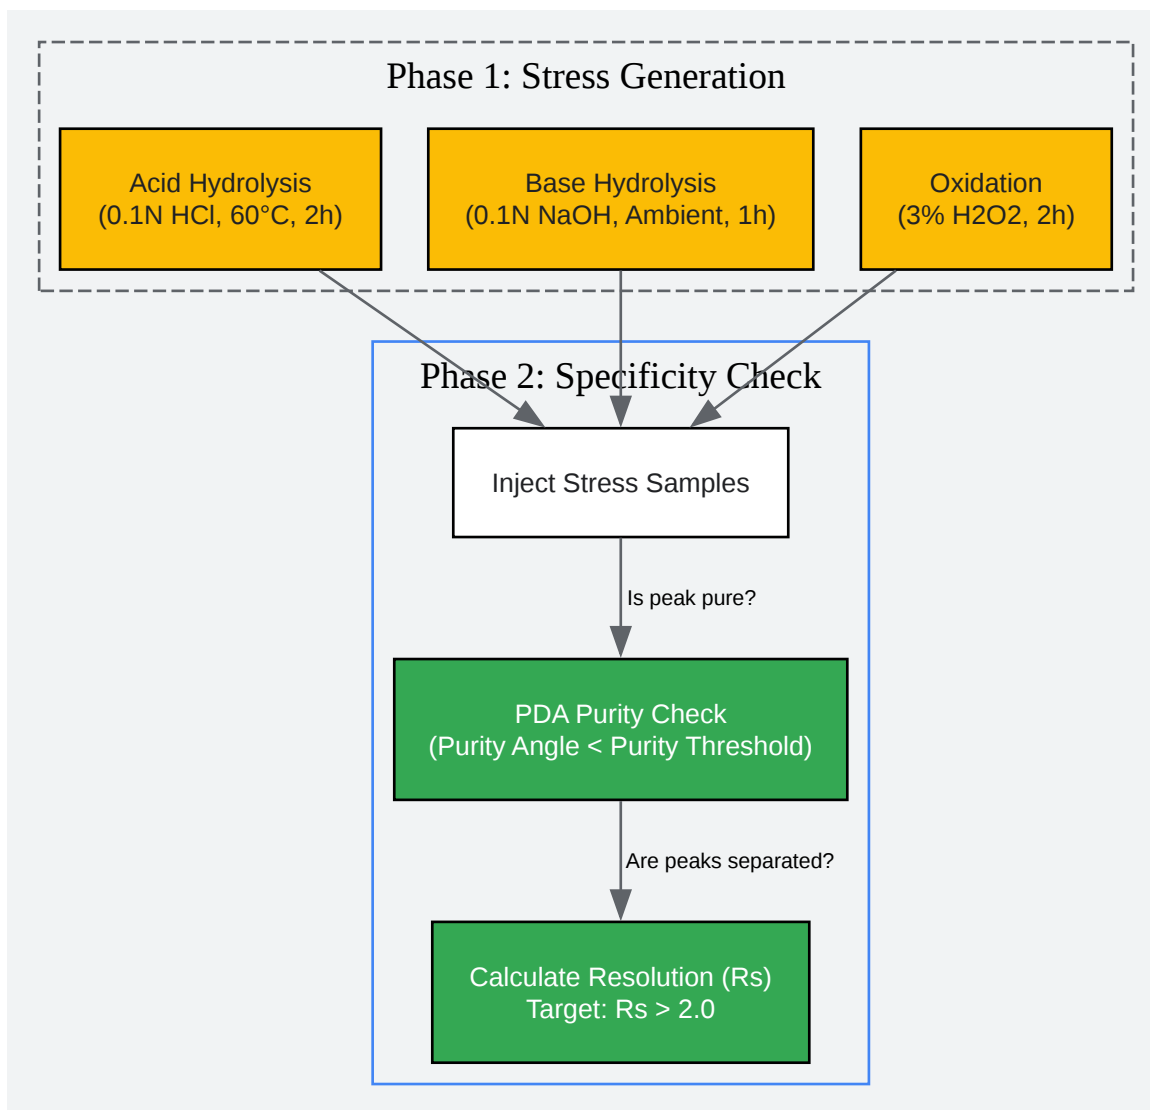 Phase 1: Stress Generation
Acid Hydrolysis
(0.1N HCl, 60°C, 2h)
Base Hydrolysis
(0.1N NaOH, Ambient, 1h)
Oxidation
(3% H2O2, 2h)
Phase 2: Specificity Check
Inject Stress Samples
Is peak pure?
PDA Purity Check
(Purity Angle < Purity Threshold)
Are peaks separated?
Calculate Resolution (Rs)
Target: Rs > 2.0